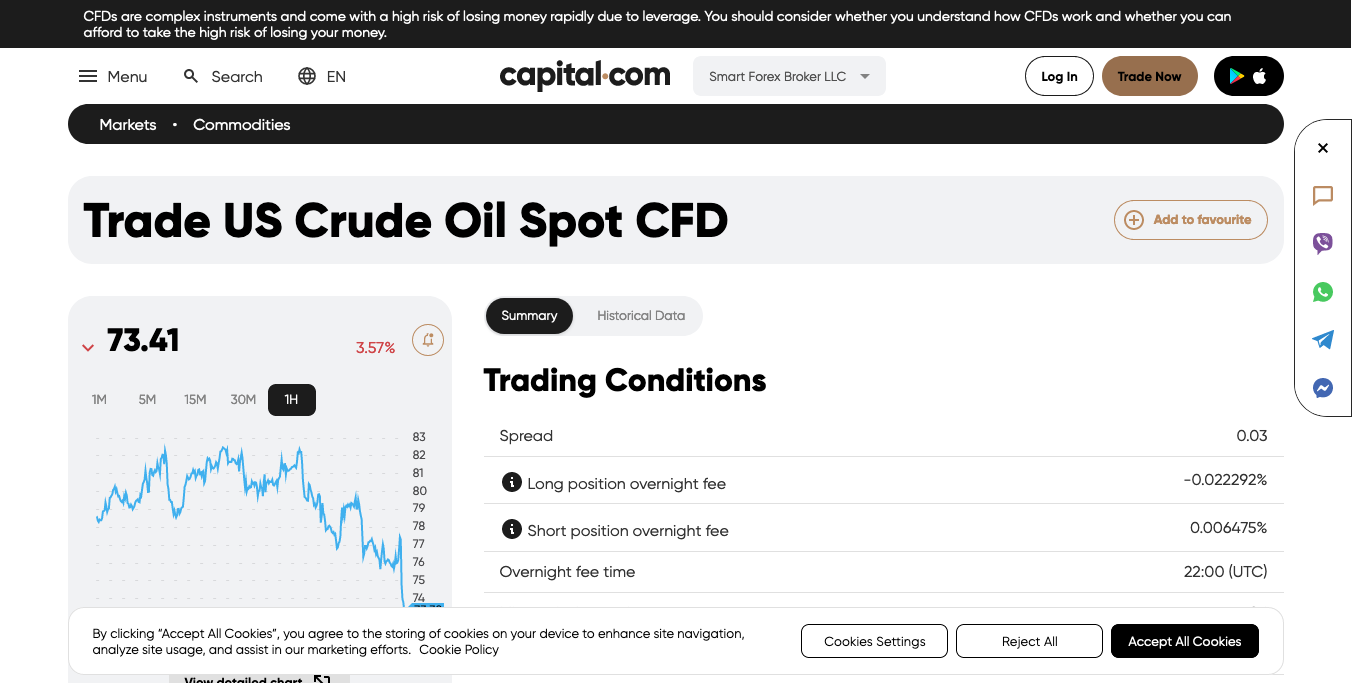 CFDs are complex instruments and come with a high risk of losing money rapidly due to leverage. You should consider whether you understand how CFDs work and whether you can
afford to take the high risk of losing your money.
Menu Search EN capital.com Smart Forex Broker LLC Log In Trade Now
Markets • Commodities
Trade US Crude Oil Spot CFD
Add to favourite
73.41
3.57%
1M 5M 15M 30M 1H
83
82
81
80
79
78
77
76
75
74
Summary Historical Data
Trading Conditions
Spread 0.03
Long position overnight fee -0.022292%
Short position overnight fee 0.006475%
Overnight fee time 22:00 (UTC)
By clicking “Accept All Cookies”, you agree to the storing of cookies on your device to enhance site navigation,
analyze site usage, and assist in our marketing efforts. Cookie Policy
Cookies Settings Reject All Accept All Cookies
View detailed chart